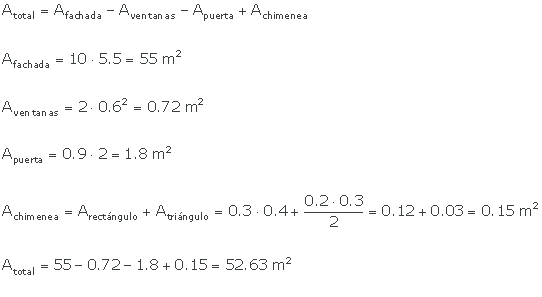 A_total = A_fachada − A_ventanas − A_puerta + A_chimenea
A_fachada = 10 · 5.5 = 55 m²
A_ventanas = 2 · 0.6² = 0.72 m²
A_puerta = 0.9 · 2 = 1.8 m²
A_chimenea = A_rectángulo + A_triángulo = 0.3 · 0.4 + (0.2 · 0.3)/2 = 0.12 + 0.03 = 0.15 m²
A_total = 55 − 0.72 − 1.8 + 0.15 = 52.63 m²